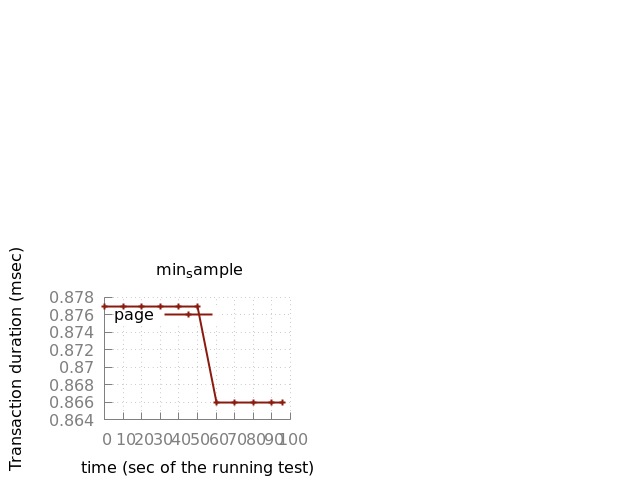 min_sample
0.878
0.876
0.874
0.872
0.87
0.868
0.866
0.864
page
0 10 20 30 40 50 60 70 80 90 100
Transaction duration (msec)
time (sec of the running test)